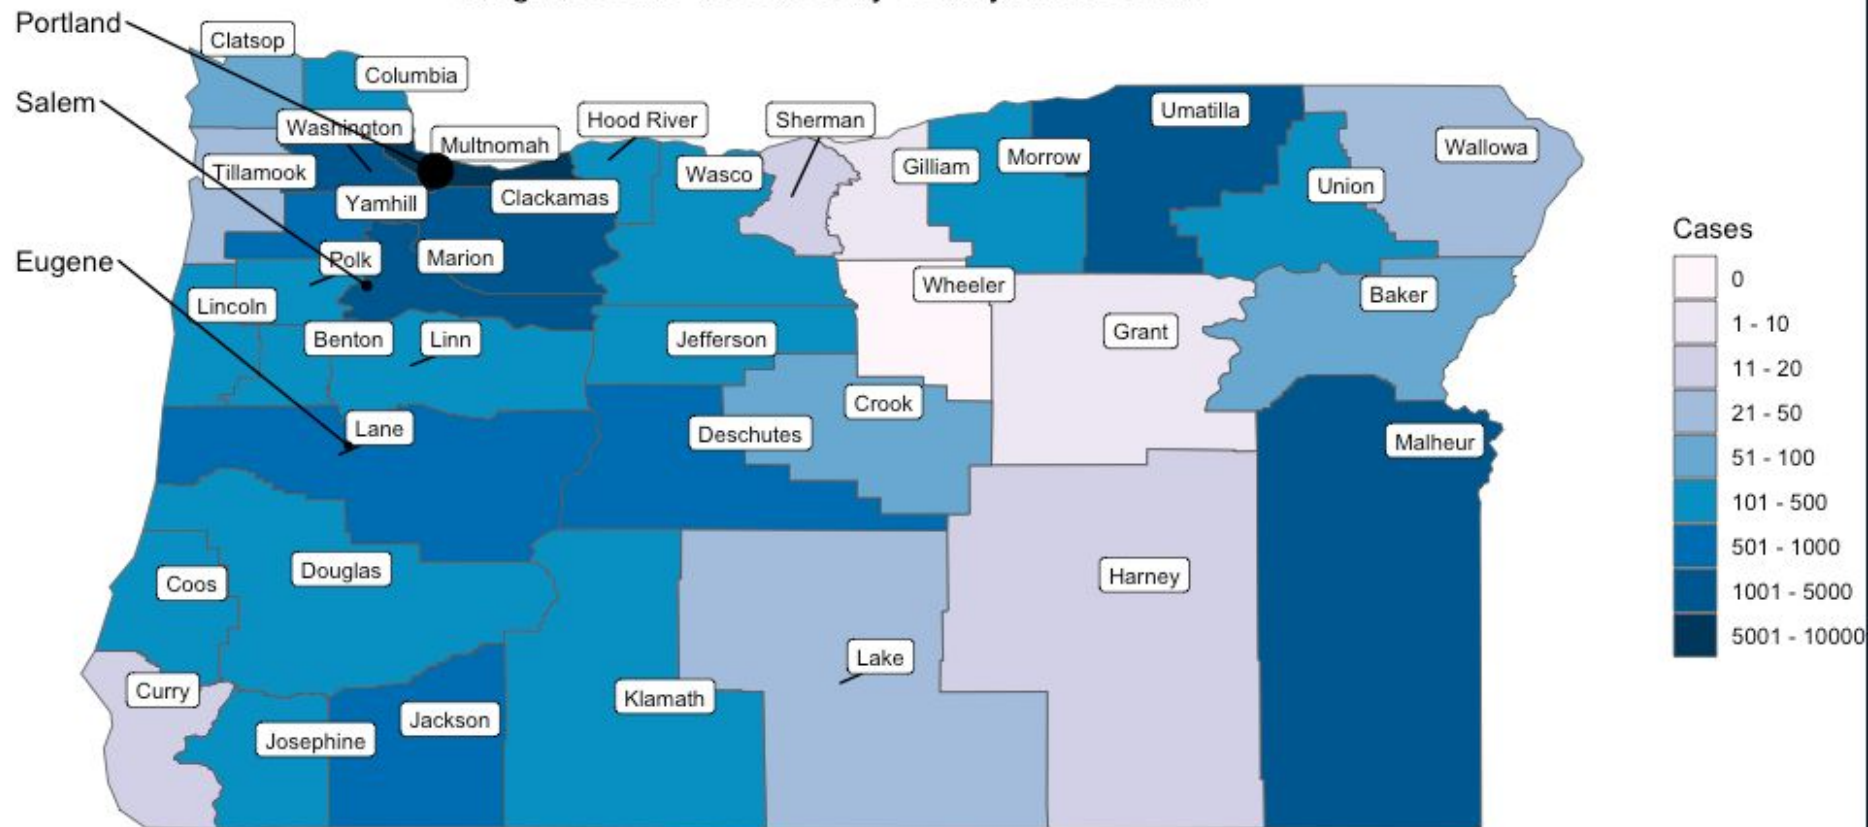 Portland
Clatsop
Columbia
Salem
Washington
Multnomah
Hood River
Sherman
Umatilla
Wallowa
Tillamook
Yamhill
Clackamas
Wasco
Gilliam
Morrow
Union
Eugene
Polk
Marion
Lincoln
Wheeler
Baker
Benton
Linn
Jefferson
Grant
Crook
Lane
Deschutes
Malheur
Coos
Douglas
Harney
Lake
Curry
Klamath
Josephine
Jackson
Cases
0
1 - 10
11 - 20
21 - 50
51 - 100
101 - 500
501 - 1000
1001 - 5000
5001 - 10000